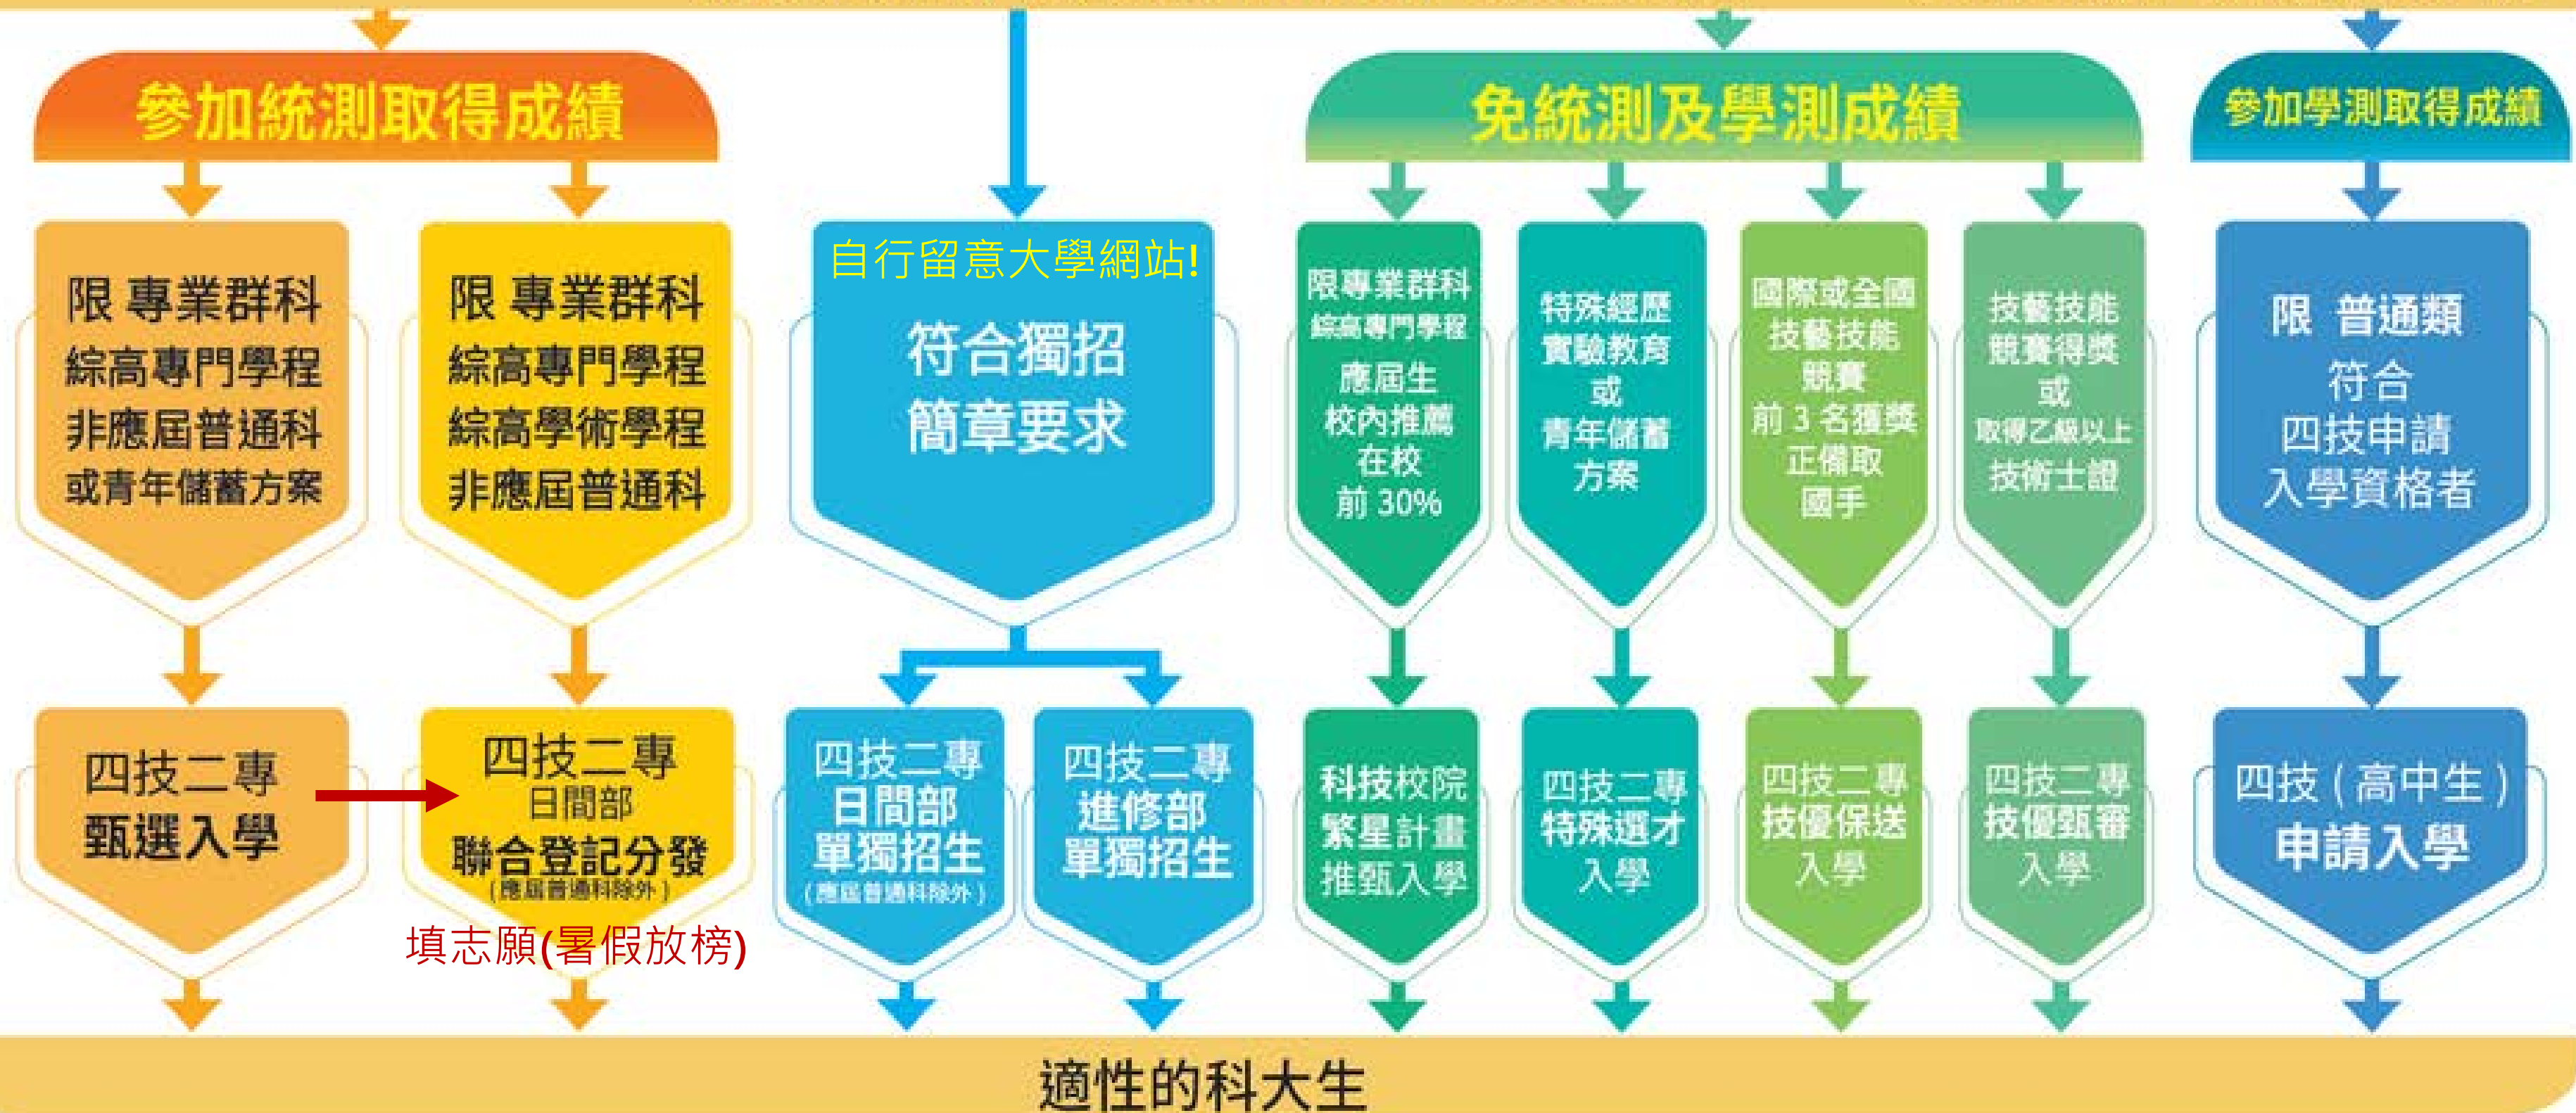 參加統測取得成績
免統測及學測成績
參加學測取得成績
限 專業群科
綜高專門學程
非應屆普通科
或青年儲蓄方案
限 專業群科
綜高專門學程
綜高學術學程
非應屆普通科
自行留意大學網站!
符合獨招
簡章要求
限專業群科
綜高專門學程
應屆生
校內推薦
在校
前 30%
特殊經歷
實驗教育
或
青年儲蓄
方案
國際或全國
技藝技能
競賽
前 3 名獲獎
正備取
國手
技藝技能
競賽得獎
或
取得乙級以上
技術士證
限 普通類
符合
四技申請
入學資格者
四技二專
甄選入學
四技二專
日間部
聯合登記分發
(應屆普通科除外)
填志願(暑假放榜)
四技二專
日間部
單獨招生
(應屆普通科除外)
四技二專
進修部
單獨招生
科技校院
繁星計畫
推甄入學
四技二專
特殊選才
入學
四技二專
技優保送
入學
四技二專
技優甄審
入學
四技(高中生)
申請入學
適性的科大生